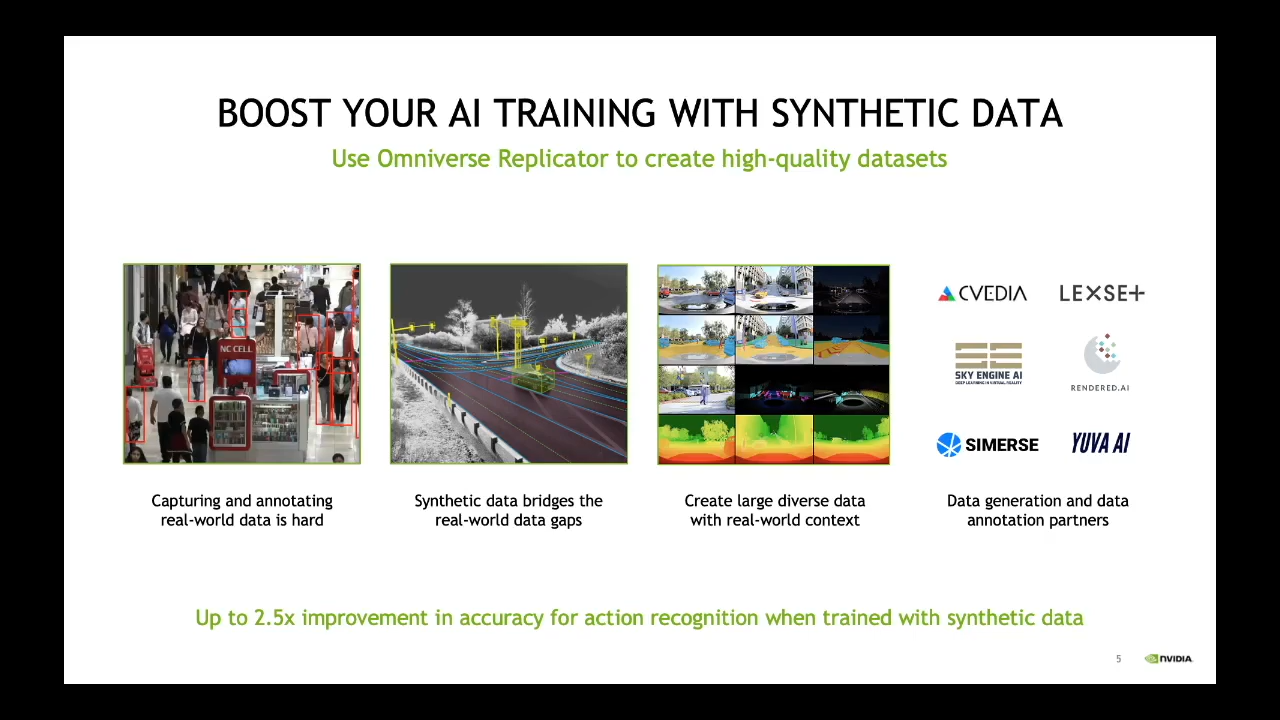 BOOST YOUR AI TRAINING WITH SYNTHETIC DATA
Use Omniverse Replicator to create high-quality datasets
NC CELL
Capturing and annotating
real-world data is hard
Synthetic data bridges the
real-world data gaps
Create large diverse data
with real-world context
CVEDIA
LEXSET
SKY ENGINE AI
DEEP LEARNING IN VIRTUAL REALITY
RENDERED.AI
SIMERSE
YUVA AI
Data generation and data
annotation partners
Up to 2.5x improvement in accuracy for action recognition when trained with synthetic data
5
NVIDIA.